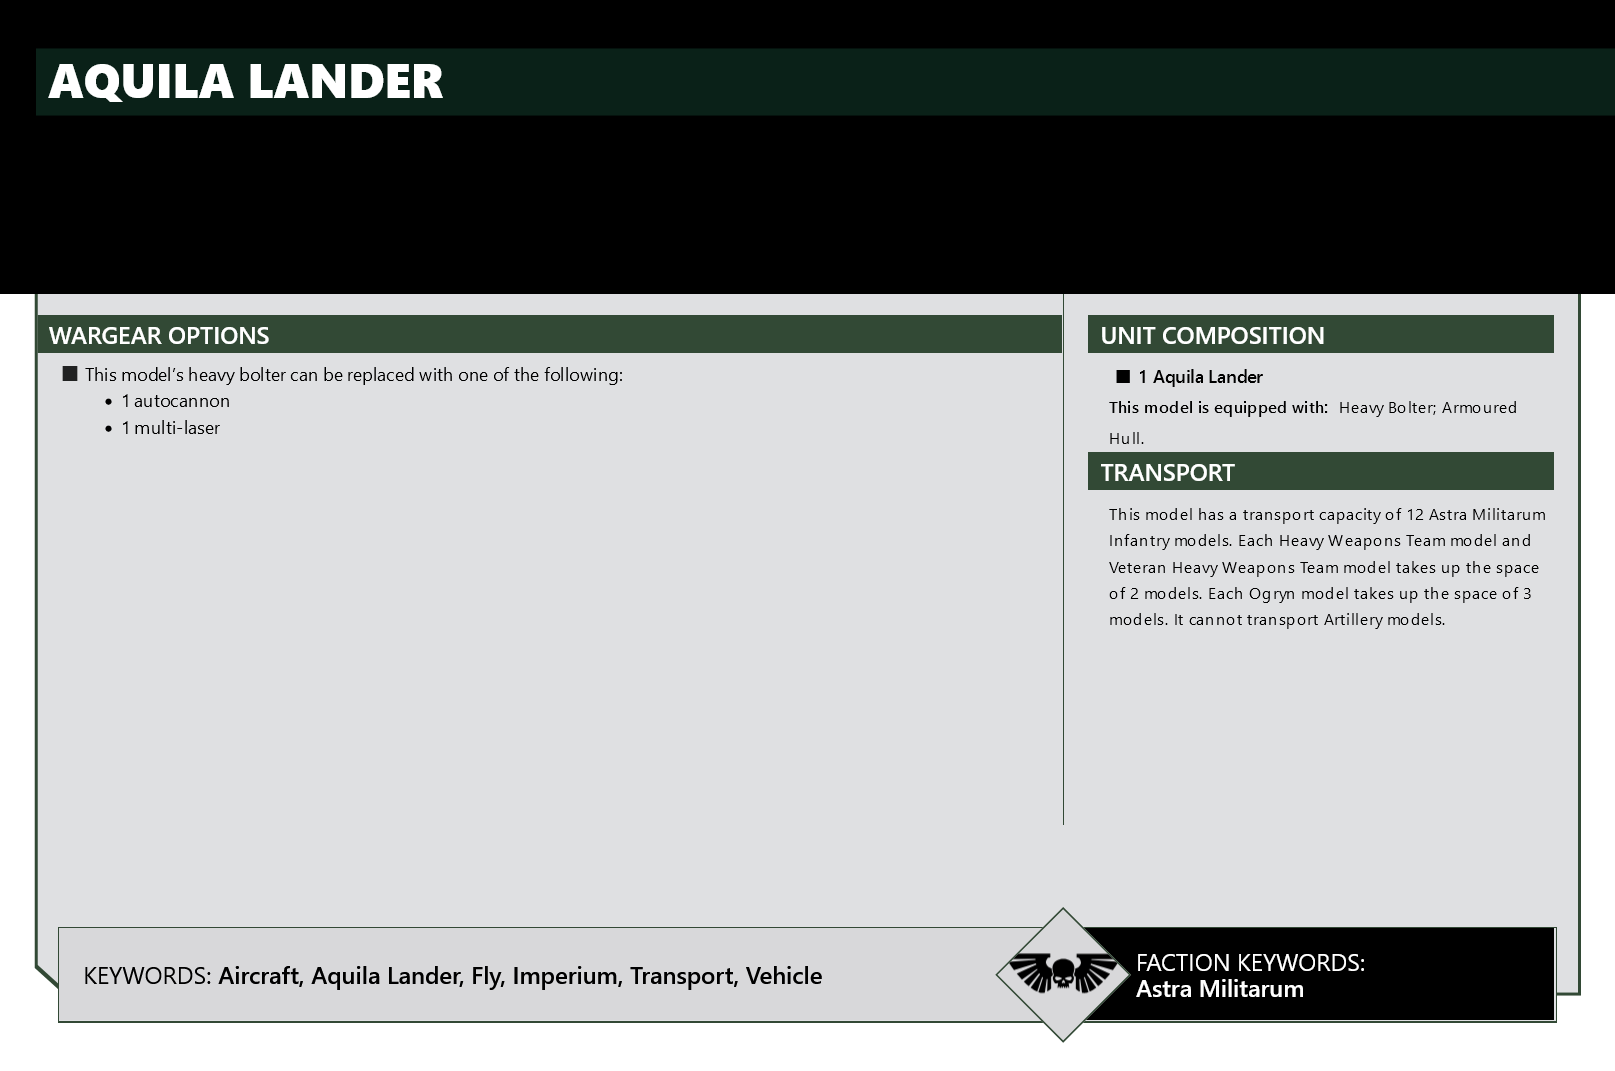 AQUILA LANDER
WARGEAR OPTIONS
■ This model’s heavy bolter can be replaced with one of the following:
• 1 autocannon
• 1 multi-laser
UNIT COMPOSITION
■ 1 Aquila Lander
This model is equipped with: Heavy Bolter; Armoured
Hull.
TRANSPORT
This model has a transport capacity of 12 Astra Militarum
Infantry models. Each Heavy Weapons Team model and
Veteran Heavy Weapons Team model takes up the space
of 2 models. Each Ogryn model takes up the space of 3
models. It cannot transport Artillery models.
KEYWORDS: Aircraft, Aquila Lander, Fly, Imperium, Transport, Vehicle
FACTION KEYWORDS:
Astra Militarum